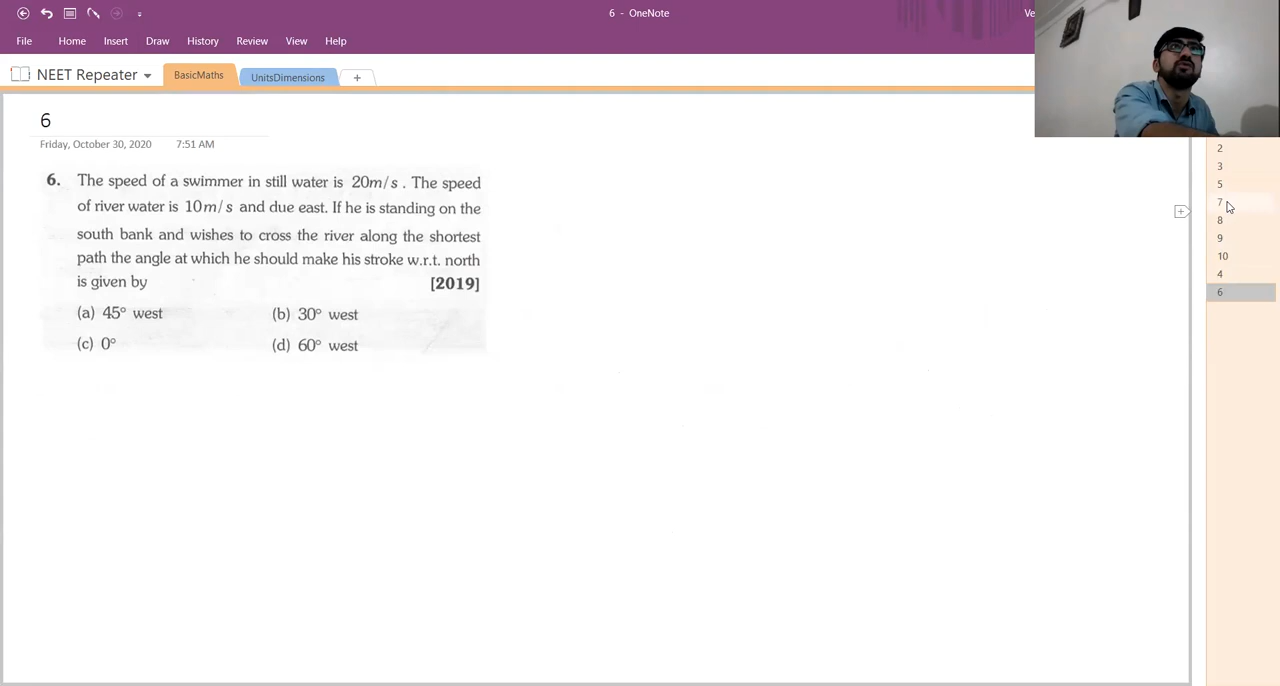 6 - OneNote
Ve
File Home Insert Draw History Review View Help
NEET Repeater BasicMaths UnitsDimensions +
6
Friday, October 30, 2020 7:51 AM
6. The speed of a swimmer in still water is 20m/s . The speed
of river water is 10m/s and due east. If he is standing on the
south bank and wishes to cross the river along the shortest
path the angle at which he should make his stroke w.r.t. north
is given by [2019]
(a) 45° west (b) 30° west
(c) 0° (d) 60° west
2
3
5
7
8
9
10
4
6